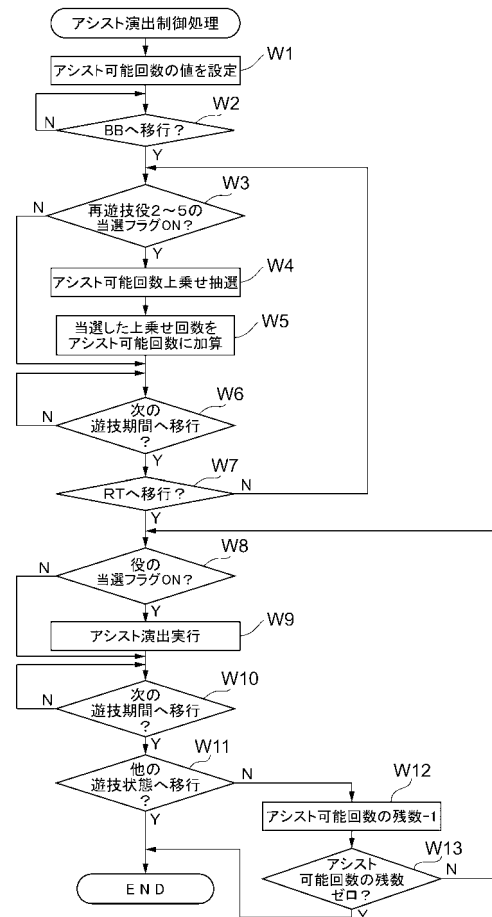 アシスト演出制御処理
W1
アシスト可能回数の値を設定
W2
N
BBへ移行？
Y
W3
N
再遊技役2～5の
当選フラグON？
Y
W4
アシスト可能回数上乗せ抽選
W5
当選した上乗せ回数を
アシスト可能回数に加算
W6
次の
遊技期間へ移行
？
N
Y
W7
RTへ移行？
N
Y
W8
役の
当選フラグON？
N
Y
W9
アシスト演出実行
W10
次の
遊技期間へ移行
？
N
Y
W11
他の
遊技状態へ移行
？
N
Y
W12
アシスト可能回数の残数-1
W13
アシスト
可能回数の残数
ゼロ？
N
Y
END